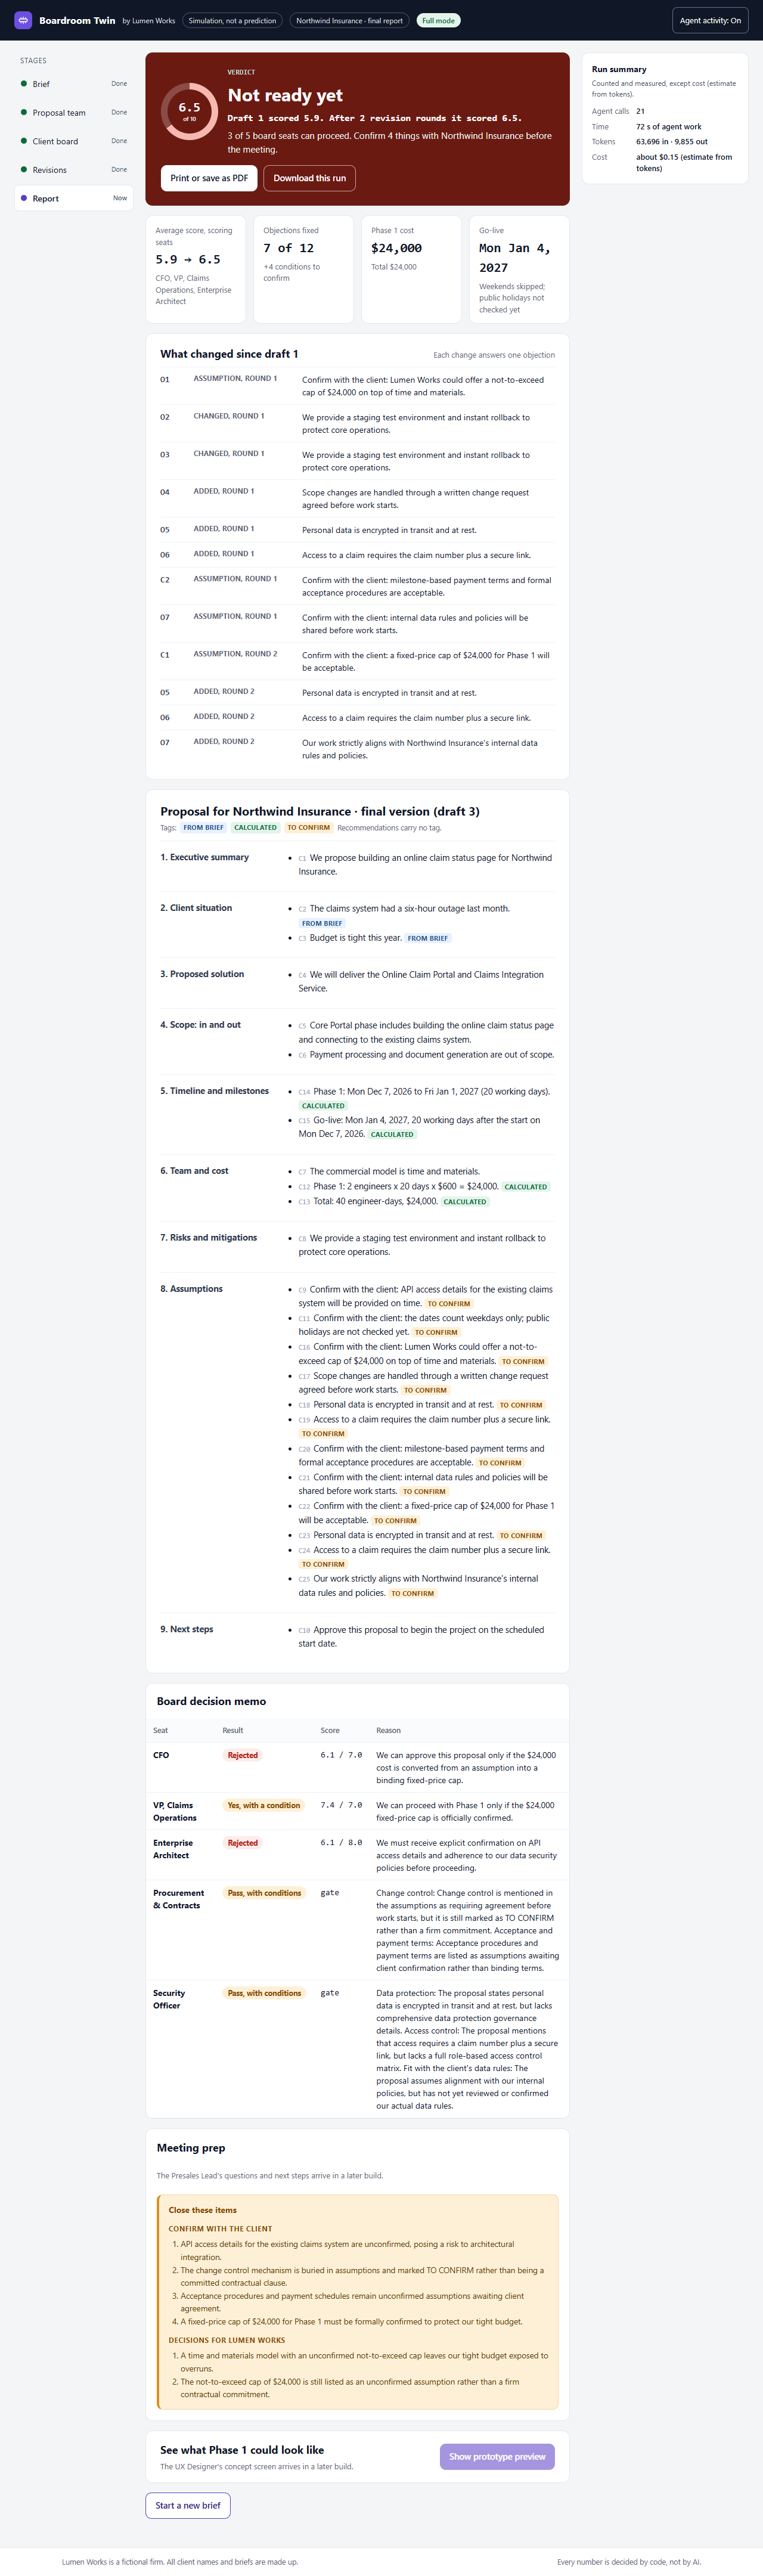 Boardroom Twin by Lumen Works Simulation, not a prediction Northwind Insurance · final report Full mode Agent activity: On
STAGES
Brief Done
Proposal team Done
Client board Done
Revisions Done
Report Now
VERDICT
6.5
of 10
Not ready yet
Draft 1 scored 5.9. After 2 revision rounds it scored 6.5.
3 of 5 board seats can proceed. Confirm 4 things with Northwind Insurance before
the meeting.
Print or save as PDF Download this run
Run summary
Counted and measured, except cost (estimate
from tokens).
Agent calls 21
Time 72 s of agent work
Tokens 63,696 in · 9,855 out
Cost about $0.15 (estimate from
tokens)
Average score, scoring
seats
5.9 → 6.5
CFO, VP, Claims
Operations, Enterprise
Architect
Objections fixed
7 of 12
+4 conditions to
confirm
Phase 1 cost
$24,000
Total $24,000
Go-live
Mon Jan 4,
2027
Weekends skipped;
public holidays not
checked yet
What changed since draft 1 Each change answers one objection
01 ASSUMPTION, ROUND 1 Confirm with the client: Lumen Works could offer a not-to-exceed
cap of $24,000 on top of time and materials.
02 CHANGED, ROUND 1 We provide a staging test environment and instant rollback to
protect core operations.
03 CHANGED, ROUND 1 We provide a staging test environment and instant rollback to
protect core operations.
04 ADDED, ROUND 1 Scope changes are handled through a written change request
agreed before work starts.
05 ADDED, ROUND 1 Personal data is encrypted in transit and at rest.
06 ADDED, ROUND 1 Access to a claim requires the claim number plus a secure link.
C2 ASSUMPTION, ROUND 1 Confirm with the client: milestone-based payment terms and formal
acceptance procedures are acceptable.
07 ASSUMPTION, ROUND 1 Confirm with the client: internal data rules and policies will be
shared before work starts.
C1 ASSUMPTION, ROUND 2 Confirm with the client: a fixed-price cap of $24,000 for Phase 1 will
be acceptable.
05 ADDED, ROUND 2 Personal data is encrypted in transit and at rest.
06 ADDED, ROUND 2 Access to a claim requires the claim number plus a secure link.
07 ADDED, ROUND 2 Our work strictly aligns with Northwind Insurance's internal data
rules and policies.
Proposal for Northwind Insurance · final version (draft 3)
Tags: FROM BRIEF CALCULATED TO CONFIRM Recommendations carry no tag.
1. Executive summary
C1 We propose building an online claim status page for Northwind
Insurance.
2. Client situation
C2 The claims system had a six-hour outage last month.
FROM BRIEF
C3 Budget is tight this year. FROM BRIEF
3. Proposed solution
C4 We will deliver the Online Claim Portal and Claims Integration
Service.
4. Scope: in and out
C5 Core Portal phase includes building the online claim status page
and connecting to the existing claims system.
C6 Payment processing and document generation are out of scope.
5. Timeline and milestones
C14 Phase 1: Mon Dec 7, 2026 to Fri Jan 1, 2027 (20 working days).
CALCULATED
C15 Go-live: Mon Jan 4, 2027, 20 working days after the start on
Mon Dec 7, 2026. CALCULATED
6. Team and cost
C7 The commercial model is time and materials.
C12 Phase 1: 2 engineers x 20 days x $600 = $24,000. CALCULATED
C13 Total: 40 engineer-days, $24,000. CALCULATED
7. Risks and mitigations
C8 We provide a staging test environment and instant rollback to
protect core operations.
8. Assumptions
C9 Confirm with the client: API access details for the existing claims
system will be provided on time. TO CONFIRM
C11 Confirm with the client: the dates count weekdays only; public
holidays are not checked yet. TO CONFIRM
C16 Confirm with the client: Lumen Works could offer a not-to-
exceed cap of $24,000 on top of time and materials. TO CONFIRM
C17 Scope changes are handled through a written change request
agreed before work starts. TO CONFIRM
C18 Personal data is encrypted in transit and at rest. TO CONFIRM
C19 Access to a claim requires the claim number plus a secure link.
TO CONFIRM
C20 Confirm with the client: milestone-based payment terms and
formal acceptance procedures are acceptable. TO CONFIRM
C21 Confirm with the client: internal data rules and policies will be
shared before work starts. TO CONFIRM
C22 Confirm with the client: a fixed-price cap of $24,000 for Phase 1
will be acceptable. TO CONFIRM
C23 Personal data is encrypted in transit and at rest. TO CONFIRM
C24 Access to a claim requires the claim number plus a secure link.
TO CONFIRM
C25 Our work strictly aligns with Northwind Insurance's internal
data rules and policies. TO CONFIRM
9. Next steps
C10 Approve this proposal to begin the project on the scheduled
start date.
Board decision memo
Seat Result Score Reason
CFO Rejected 6.1 / 7.0 We can approve this proposal only if the $24,000
cost is converted from an assumption into a
binding fixed-price cap.
VP, Claims
Operations Yes, with a condition 7.4 / 7.0 We can proceed with Phase 1 only if the $24,000
fixed-price cap is officially confirmed.
Enterprise
Architect Rejected 6.1 / 8.0 We must receive explicit confirmation on API
access details and adherence to our data security
policies before proceeding.
Procurement
& Contracts Pass, with conditions gate Change control: Change control is mentioned in
the assumptions as requiring agreement before
work starts, but it is still marked as TO CONFIRM
rather than a firm commitment. Acceptance and
payment terms: Acceptance procedures and
payment terms are listed as assumptions awaiting
client confirmation rather than binding terms.
Security
Officer Pass, with conditions gate Data protection: The proposal states personal
data is encrypted in transit and at rest, but lacks
comprehensive data protection governance
details. Access control: The proposal mentions
that access requires a claim number plus a secure
link, but lacks a full role-based access control
matrix. Fit with the client's data rules: The
proposal assumes alignment with our internal
policies, but has not yet reviewed or confirmed
our actual data rules.
Meeting prep
The Presales Lead's questions and next steps arrive in a later build.
Close these items
CONFIRM WITH THE CLIENT
1. API access details for the existing claims system are unconfirmed, posing a risk to architectural
integration.
2. The change control mechanism is buried in assumptions and marked TO CONFIRM rather than being a
committed contractual clause.
3. Acceptance procedures and payment schedules remain unconfirmed assumptions awaiting client
agreement.
4. A fixed-price cap of $24,000 for Phase 1 must be formally confirmed to protect our tight budget.
DECISIONS FOR LUMEN WORKS
1. A time and materials model with an unconfirmed not-to-exceed cap leaves our tight budget exposed to
overruns.
2. The not-to-exceed cap of $24,000 is still listed as an unconfirmed assumption rather than a firm
contractual commitment.
See what Phase 1 could look like
The UX Designer's concept screen arrives in a later build.
Show prototype preview
Start a new brief
Lumen Works is a fictional firm. All client names and briefs are made up. Every number is decided by code, not by AI.